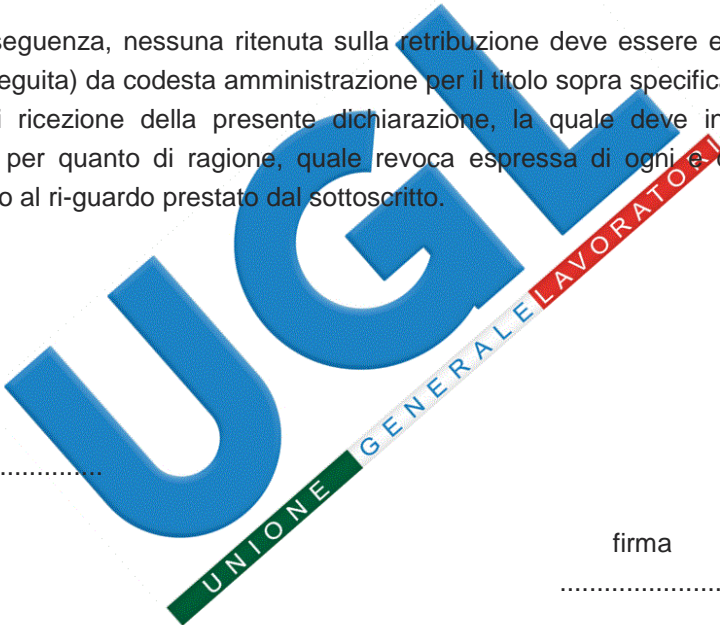 seguenza, nessuna ritenuta sulla retribuzione deve essere e
eguita) da codesta amministrazione per il titolo sopra specifica
ricezione della presente dichiarazione, la quale deve in
per quanto di ragione, quale revoca espressa di ogni e
o al ri-guardo prestato dal sottoscritto.
UGL
UNIONE GENERALE LAVORATORI
..............
firma
......................